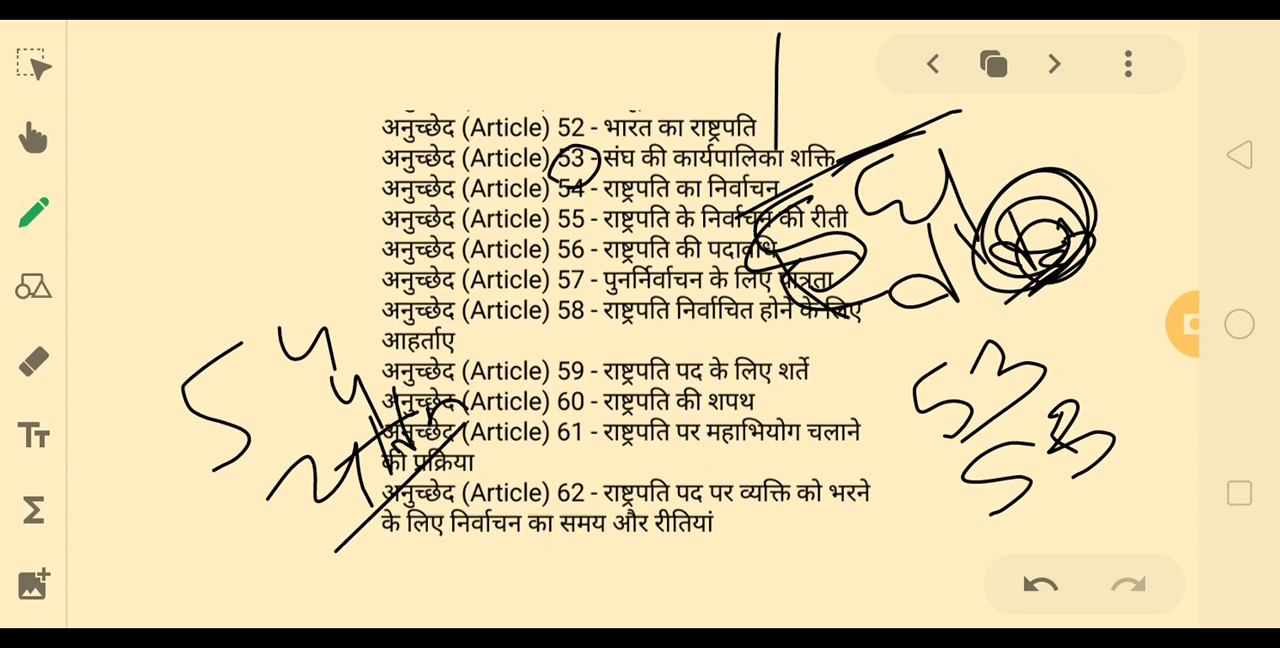 अनुच्छेद (Article) 52 - भारत का राष्ट्रपति
अनुच्छेद (Article) 53 - संघ की कार्यपालिका शक्ति
अनुच्छेद (Article) 54 - राष्ट्रपति का निर्वाचन
अनुच्छेद (Article) 55 - राष्ट्रपति के निर्वाचन की रीती
अनुच्छेद (Article) 56 - राष्ट्रपति की पदावधि
अनुच्छेद (Article) 57 - पुनर्निर्वाचन के लिए पात्रता
अनुच्छेद (Article) 58 - राष्ट्रपति निर्वाचित होने के लिए
आहर्ताए
अनुच्छेद (Article) 59 - राष्ट्रपति पद के लिए शर्ते
अनुच्छेद (Article) 60 - राष्ट्रपति की शपथ
अनुच्छेद (Article) 61 - राष्ट्रपति पर महाभियोग चलाने
की प्रक्रिया
अनुच्छेद (Article) 62 - राष्ट्रपति पद पर व्यक्ति को भरने
के लिए निर्वाचन का समय और रीतियां
53